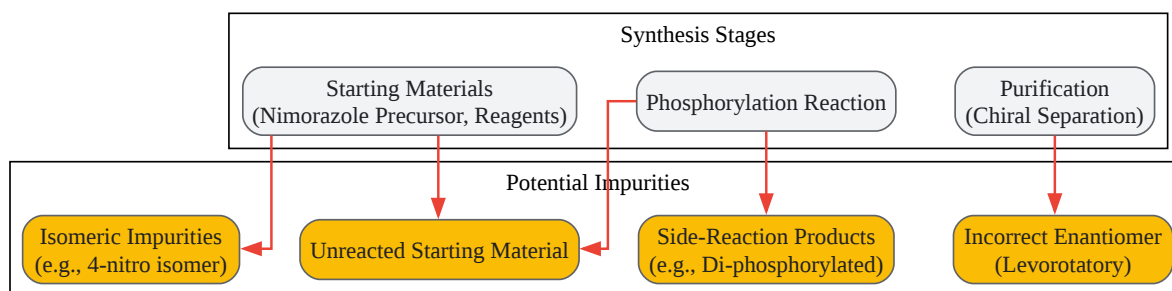 Synthesis Stages
Starting Materials
(Nimorazole Precursor, Reagents)
Phosphorylation Reaction
Purification
(Chiral Separation)
Potential Impurities
Isomeric Impurities
(e.g., 4-nitro isomer)
Unreacted Starting Material
Side-Reaction Products
(e.g., Di-phosphorylated)
Incorrect Enantiomer
(Levorotatory)